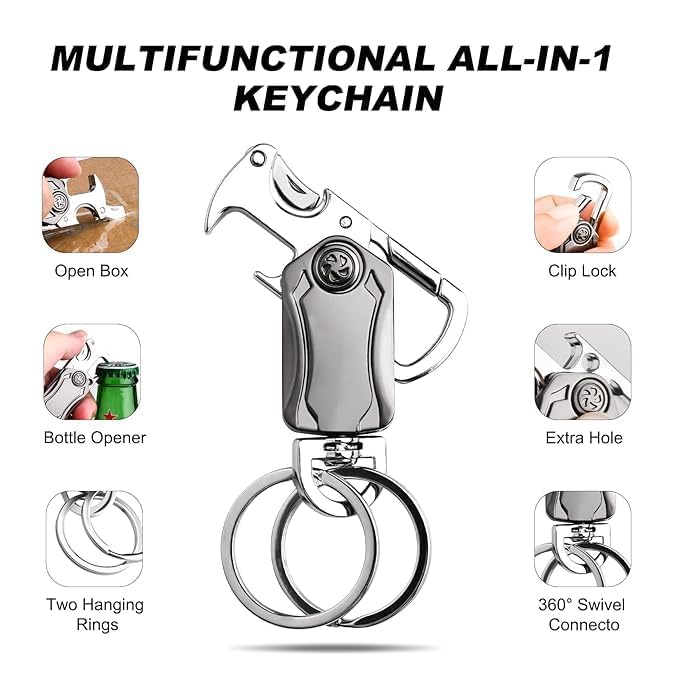 MULTIFUNCTIONAL ALL-IN-1
KEYCHAIN
Open Box
Clip Lock
Bottle Opener
Extra Hole
Two Hanging
Rings
360° Swivel
Connecto